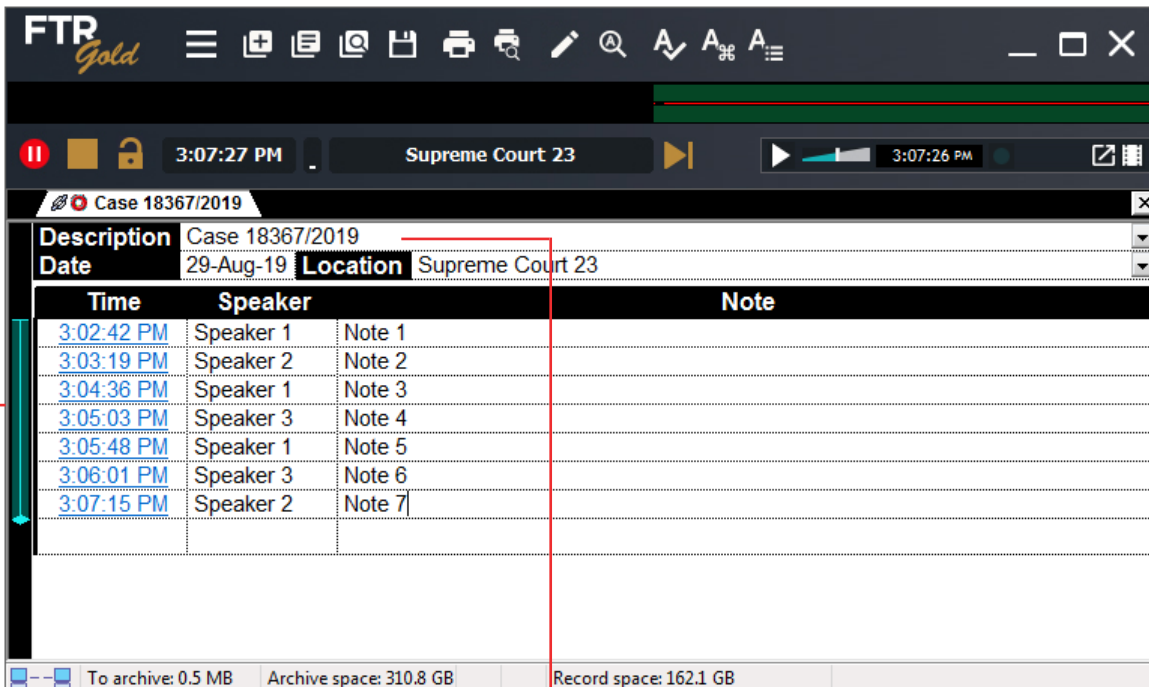 FTR
Gold
3:07:27 PM Supreme Court 23 3:07:26 PM
Case 18367/2019
Description Case 18367/2019
Date 29-Aug-19 Location Supreme Court 23
Time Speaker Note
3:02:42 PM Speaker 1 Note 1
3:03:19 PM Speaker 2 Note 2
3:04:36 PM Speaker 1 Note 3
3:05:03 PM Speaker 3 Note 4
3:05:48 PM Speaker 1 Note 5
3:06:01 PM Speaker 3 Note 6
3:07:15 PM Speaker 2 Note 7
To archive: 0.5 MB Archive space: 310.8 GB Record space: 162.1 GB